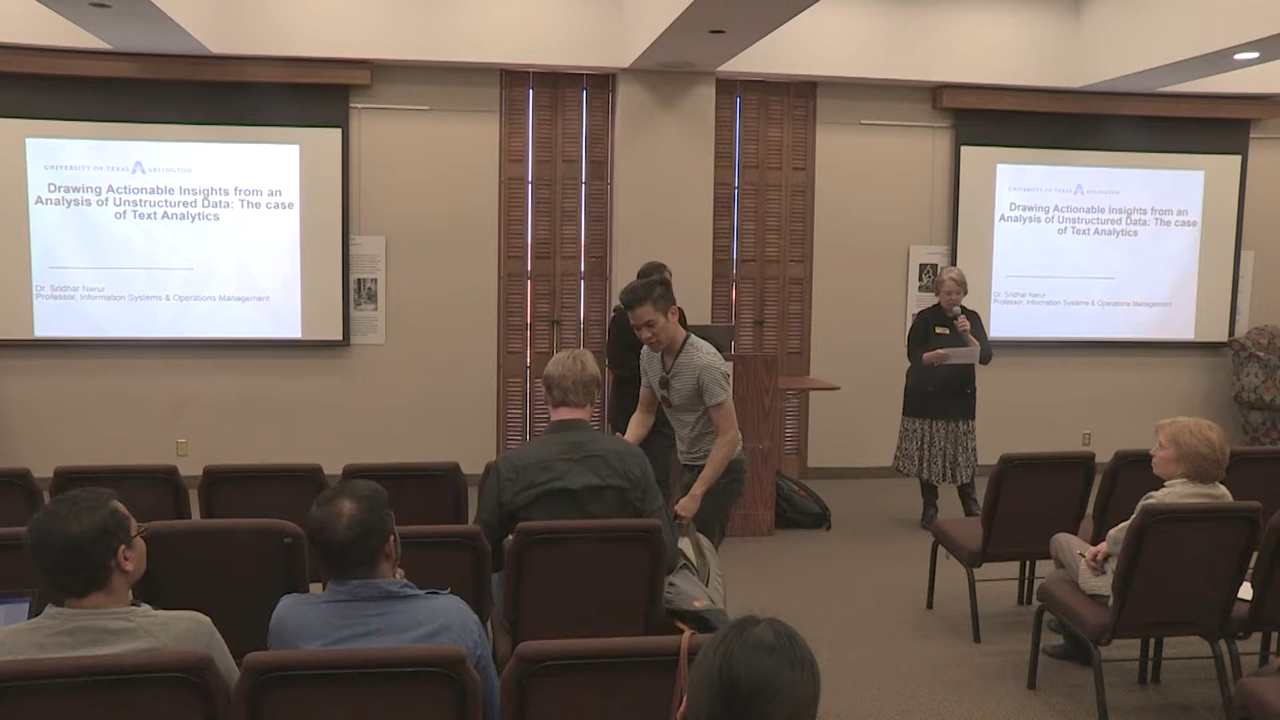 UNIVERSITY OF TEXAS ARLINGTON
Drawing Actionable Insights from an
Analysis of Unstructured Data: The case
of Text Analytics
Dr. Sridhar Nerur
Professor, Information Systems & Operations Management
UNIVERSITY OF TEXAS ARLINGTON
Drawing Actionable Insights from an
Analysis of Unstructured Data: The case
of Text Analytics
Dr. Sridhar Nerur
Professor, Information Systems & Operations Management